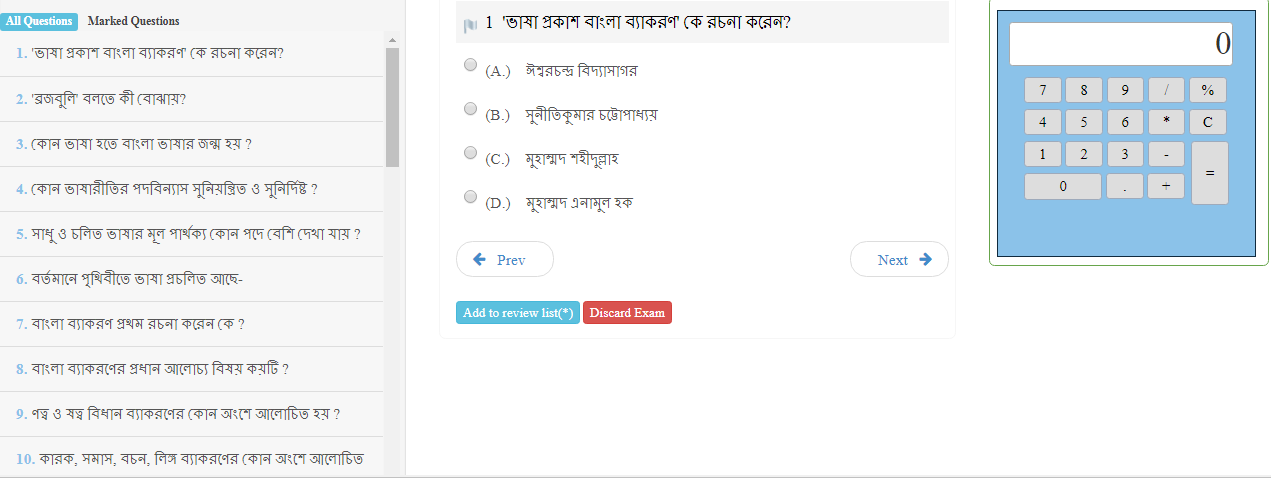 All Questions Marked Questions
1. 'ভাষা প্রকাশ বাংলা ব্যাকরণ' কে রচনা করেন?
2. 'ব্রজবুলি' বলতে কী বোঝায়?
3. কোন ভাষা হতে বাংলা ভাষার জন্ম হয় ?
4. কোন ভাষারীতির পদবিন্যাস সুনিয়ন্ত্রিত ও সুনির্দিষ্ট ?
5. সাধু ও চলিত ভাষার মূল পার্থক্য কোন পদে বেশি দেখা যায় ?
6. বর্তমানে পৃথিবীতে ভাষা প্রচলিত আছে-
7. বাংলা ব্যাকরণ প্রথম রচনা করেন কে ?
8. বাংলা ব্যাকরণের প্রধান আলোচ্য বিষয় কয়টি ?
9. ণত্ব ও ষত্ব বিধান ব্যাকরণের কোন অংশে আলোচিত হয় ?
10. কারক, সমাস, বচন, লিঙ্গ ব্যাকরণের কোন অংশে আলোচিত
1 'ভাষা প্রকাশ বাংলা ব্যাকরণ' কে রচনা করেন?
(A.) ঈশ্বরচন্দ্র বিদ্যাসাগর
(B.) সুনীতিকুমার চট্টোপাধ্যয়
(C.) মুহাম্মদ শহীদুল্লাহ
(D.) মুহাম্মদ এনামুল হক
Prev Next
Add to review list(*) Discard Exam
0
7 8 9 / %
4 5 6 * C
1 2 3 - =
0 . +